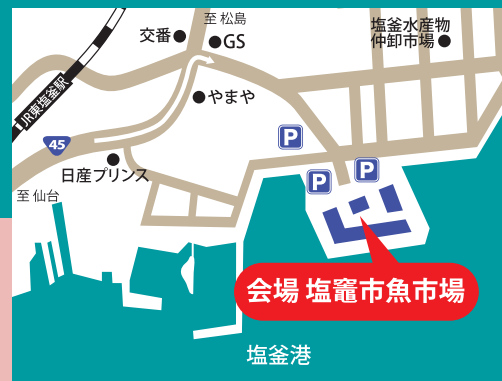 至 松島
交番
GS
塩釜水産物
仲卸市場
やまや
JR東塩釜駅
45
P
日産プリンス
P
P
至 仙台
会場 塩竈市魚市場
塩釜港